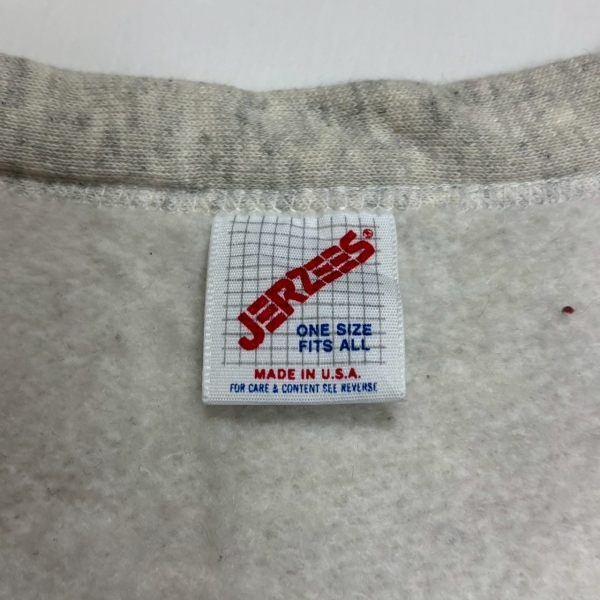 JERZEES®
ONE SIZE
FITS ALL
MADE IN U.S.A.
FOR CARE & CONTENT SEE REVERSE